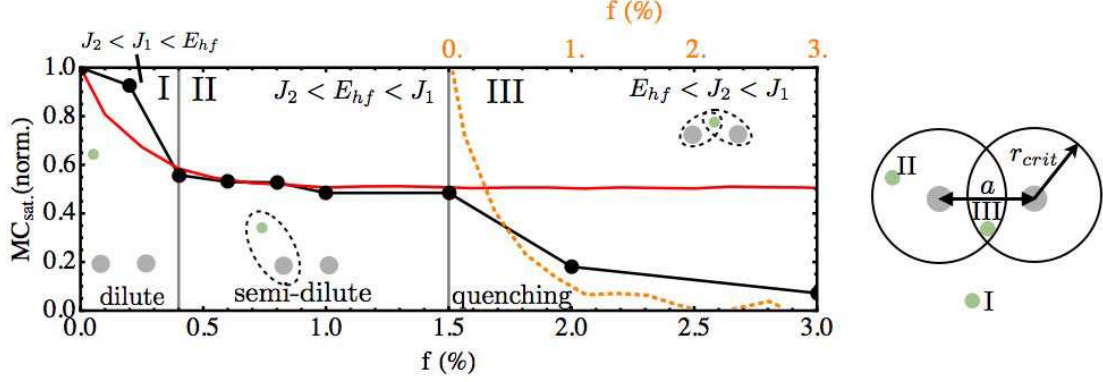 f (%)
0. 1. 2. 3.
J₂ < J₁ < E_hf
MC_sat.(norm.)
1.0
0.8
0.6
0.4
0.2
0.0
I II III
J₂ < E_hf < J₁
E_hf < J₂ < J₁
dilute
semi-dilute
quenching
0.0 0.5 1.0 1.5 2.0 2.5 3.0
f (%)
II
r_crit
a
III
I